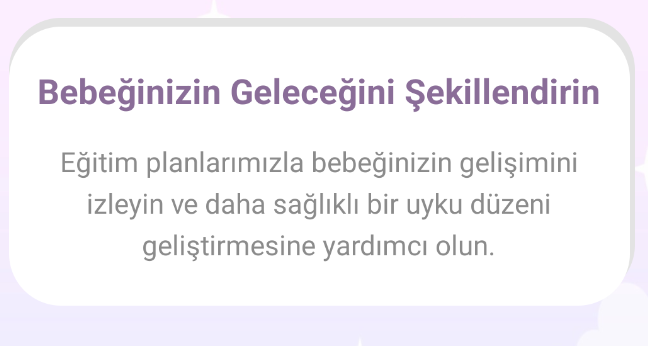 Bebeğinizin Geleceğini Şekillendirin
Eğitim planlarımızla bebeğinizin gelişimini
izleyin ve daha sağlıklı bir uyku düzeni
geliştirmesine yardımcı olun.